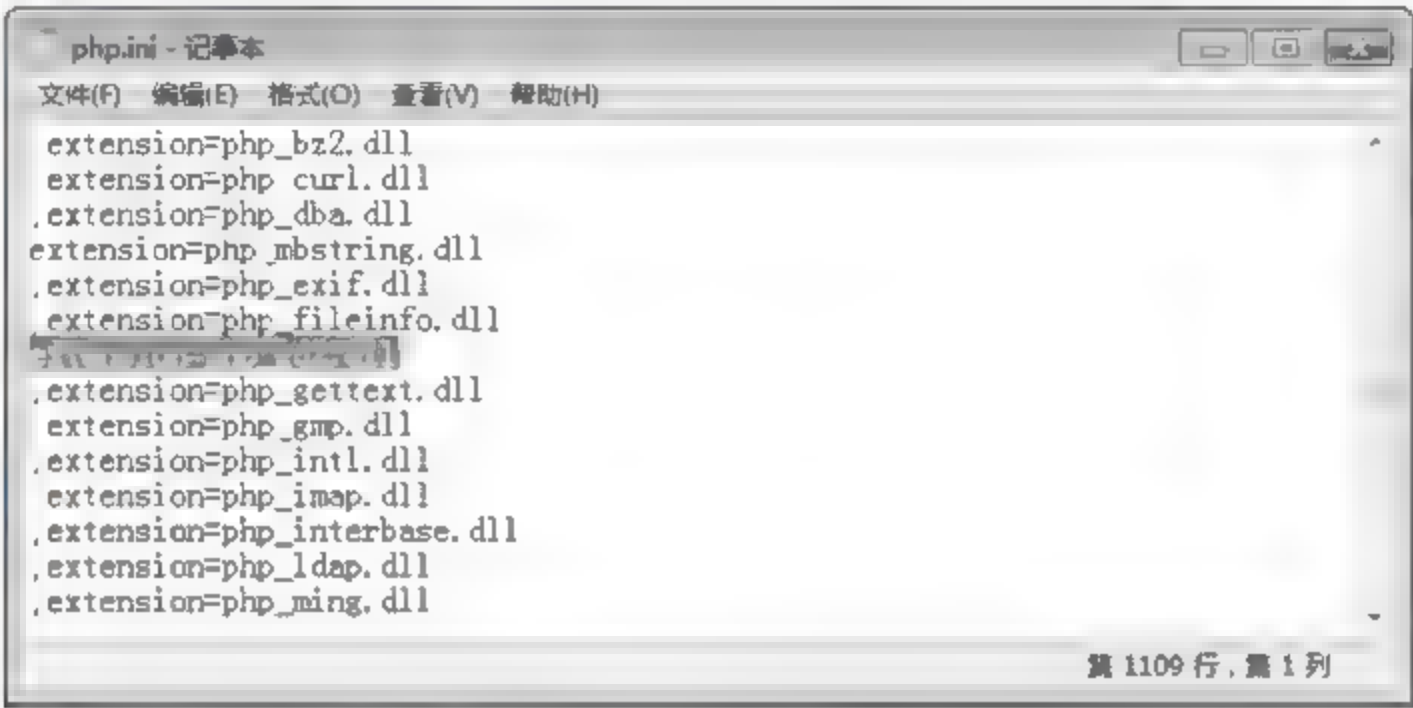 php.ini - 记事本
文件(F) 编辑(E) 格式(O) 查看(V) 帮助(H)
extension=php_bz2.dll
extension=php_curl.dll
;extension=php_dba.dll
extension=php_mbstring.dll
;extension=php_exif.dll
extension=php_fileinfo.dll
;extension=php_gettext.dll
extension=php_gmp.dll
;extension=php_intl.dll
extension=php_imap.dll
;extension=php_interbase.dll
;extension=php_ldap.dll
;extension=php_ming.dll
第 1109 行，第 1 列